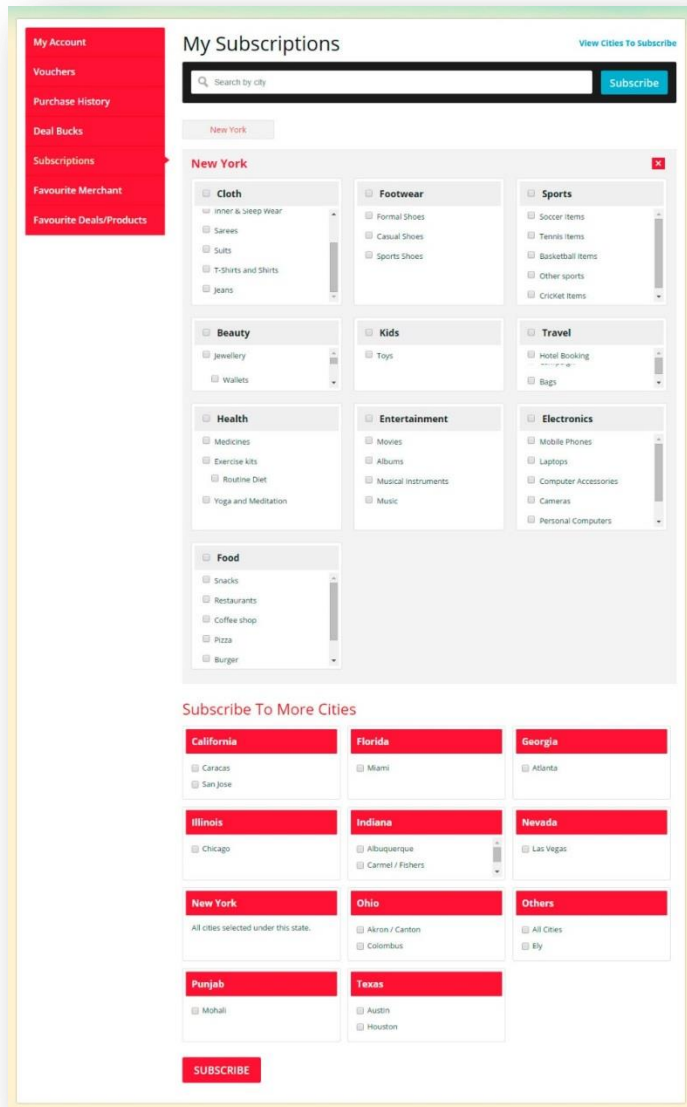 My Account
Vouchers
Purchase History
Deal Bucks
Subscriptions
Favourite Merchant
Favourite Deals/Products
My Subscriptions
View Cities To Subscribe
Search by city
Subscribe
New York
New York
Cloth
Inner & Sleep Wear
Sarees
Suits
T-Shirts and Shirts
Jeans
Footwear
Formal Shoes
Casual Shoes
Sports Shoes
Sports
Soccer Items
Tennis Items
Basketball Items
Other sports
Cricket Items
Beauty
Jewellery
Wallets
Kids
Toys
Travel
Hotel Booking
Bags
Health
Medicines
Exercise kits
Routine Diet
Yoga and Meditation
Entertainment
Movies
Albums
Musical Instruments
Music
Electronics
Mobile Phones
Laptops
Computer Accessories
Cameras
Personal Computers
Food
Snacks
Restaurants
Coffee shop
Pizza
Burger
Subscribe To More Cities
California
Caracas
San Jose
Florida
Miami
Georgia
Atlanta
Illinois
Chicago
Indiana
Albuquerque
Carmel / Fishers
Nevada
Las Vegas
New York
All cities selected under this state.
Ohio
Akron / Canton
Colombus
Others
All Cities
Ely
Punjab
Mohali
Texas
Austin
Houston
SUBSCRIBE